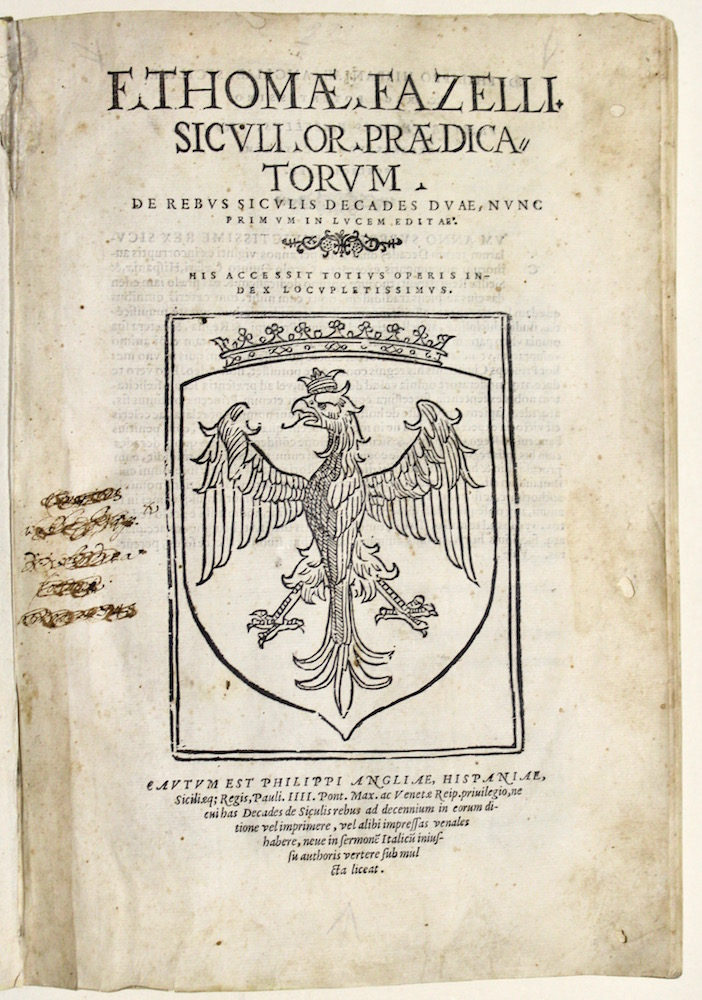 F. THOMÆ. FAZELLI.
SICVLI. OR. PRÆDICA//
TORVM.
DE REBVS SICVLIS DECADES DVAE, NVNC
PRIMVM IN LVCEM EDITAE.
HIS ACCESSIT TOTIVS OPERIS IN-
DEX LOCVPLETISSIMVS.
CAVTVM EST PHILIPPI ANGLIAE, HISPANIAE,
Siciliæq; Regis, Pauli. IIII. Pont. Max. ac Venetæ Reip. priuilegio, ne
cui has Decades de Siculis rebus ad decennium in eorum di-
tione vel imprimere, vel alibi impreſſas venales
habere, neue in ſermonē Italicū iniuſ-
ſu authoris vertere ſub mul
cta liceat.